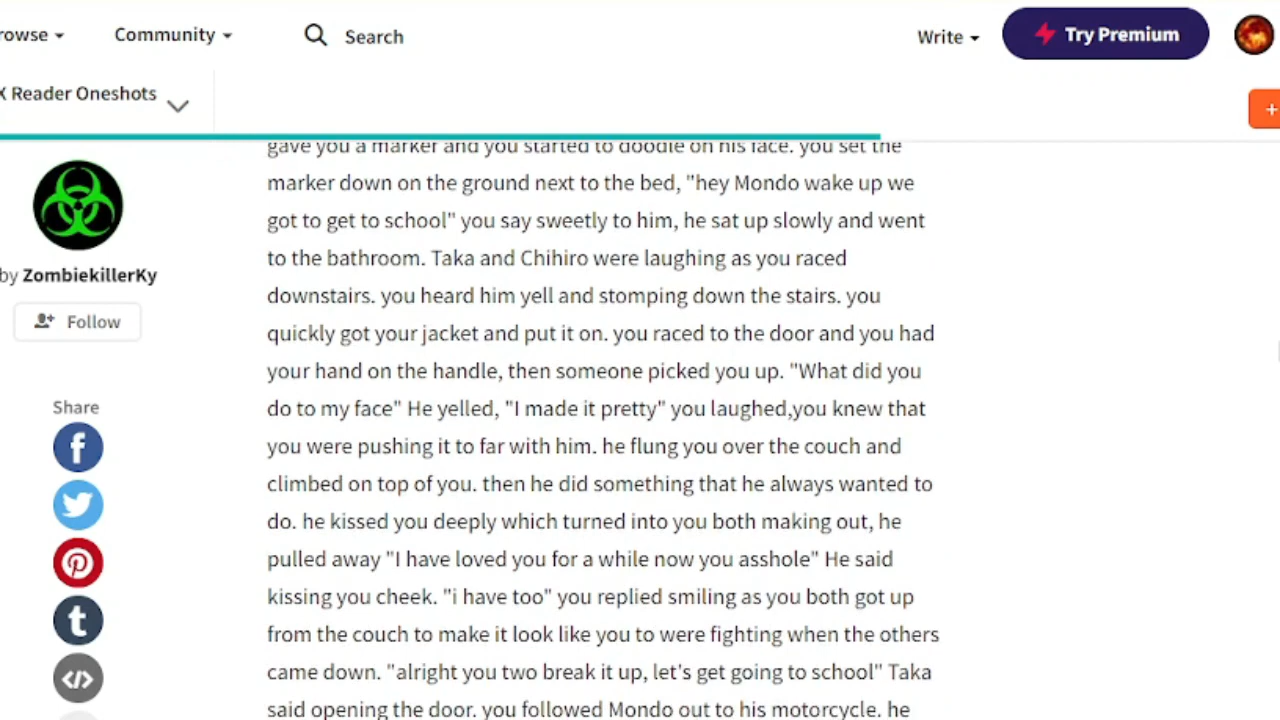 rowse
Community
Search
Write
Try Premium
X Reader Oneshots
+
gave you a marker and you started to doodle on his face. you set the
marker down on the ground next to the bed, "hey Mondo wake up we
got to get to school" you say sweetly to him, he sat up slowly and went
to the bathroom. Taka and Chihiro were laughing as you raced
downstairs. you heard him yell and stomping down the stairs. you
quickly got your jacket and put it on. you raced to the door and you had
your hand on the handle, then someone picked you up. "What did you
do to my face" He yelled, "I made it pretty" you laughed,you knew that
you were pushing it to far with him. he flung you over the couch and
climbed on top of you. then he did something that he always wanted to
do. he kissed you deeply which turned into you both making out, he
pulled away "I have loved you for a while now you asshole" He said
kissing you cheek. "i have too" you replied smiling as you both got up
from the couch to make it look like you to were fighting when the others
came down. "alright you two break it up, let's get going to school" Taka
said opening the door. you followed Mondo out to his motorcycle. he
by ZombiekillerKy
Follow
Share